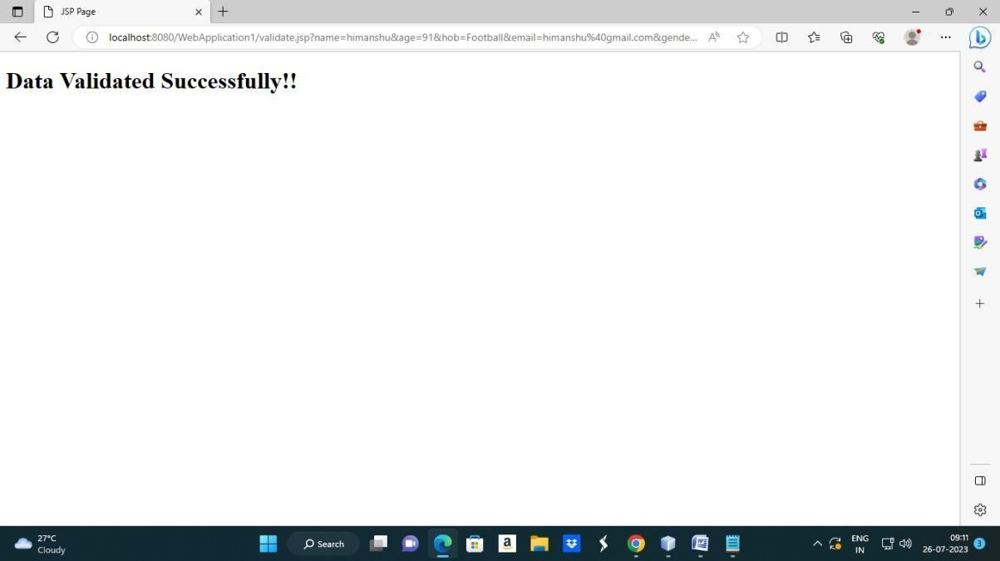 JSP Page
localhost:8080/WebApplication1/validate.jsp?name=himanshu&age=91&hob=Football&email=himanshu%40gmail.com&gende...
Data Validated Successfully!!
27°C
Cloudy
Search
ENG
IN
09:11
26-07-2023
3